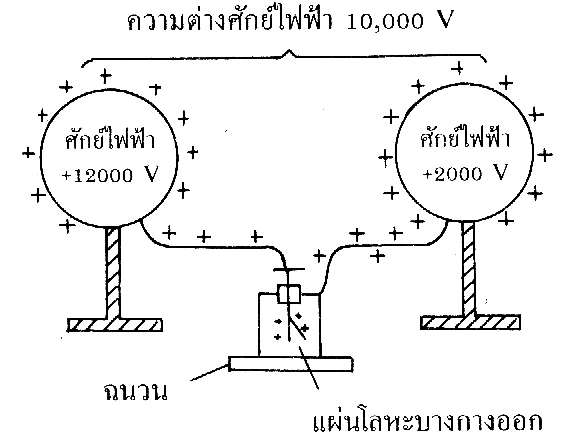 ความต่างศักย์ไฟฟ้า 10,000 V
ศักย์ไฟฟ้า
+12000 V
ศักย์ไฟฟ้า
+2000 V
ฉนวน
แผ่นโลหะบางกางออก